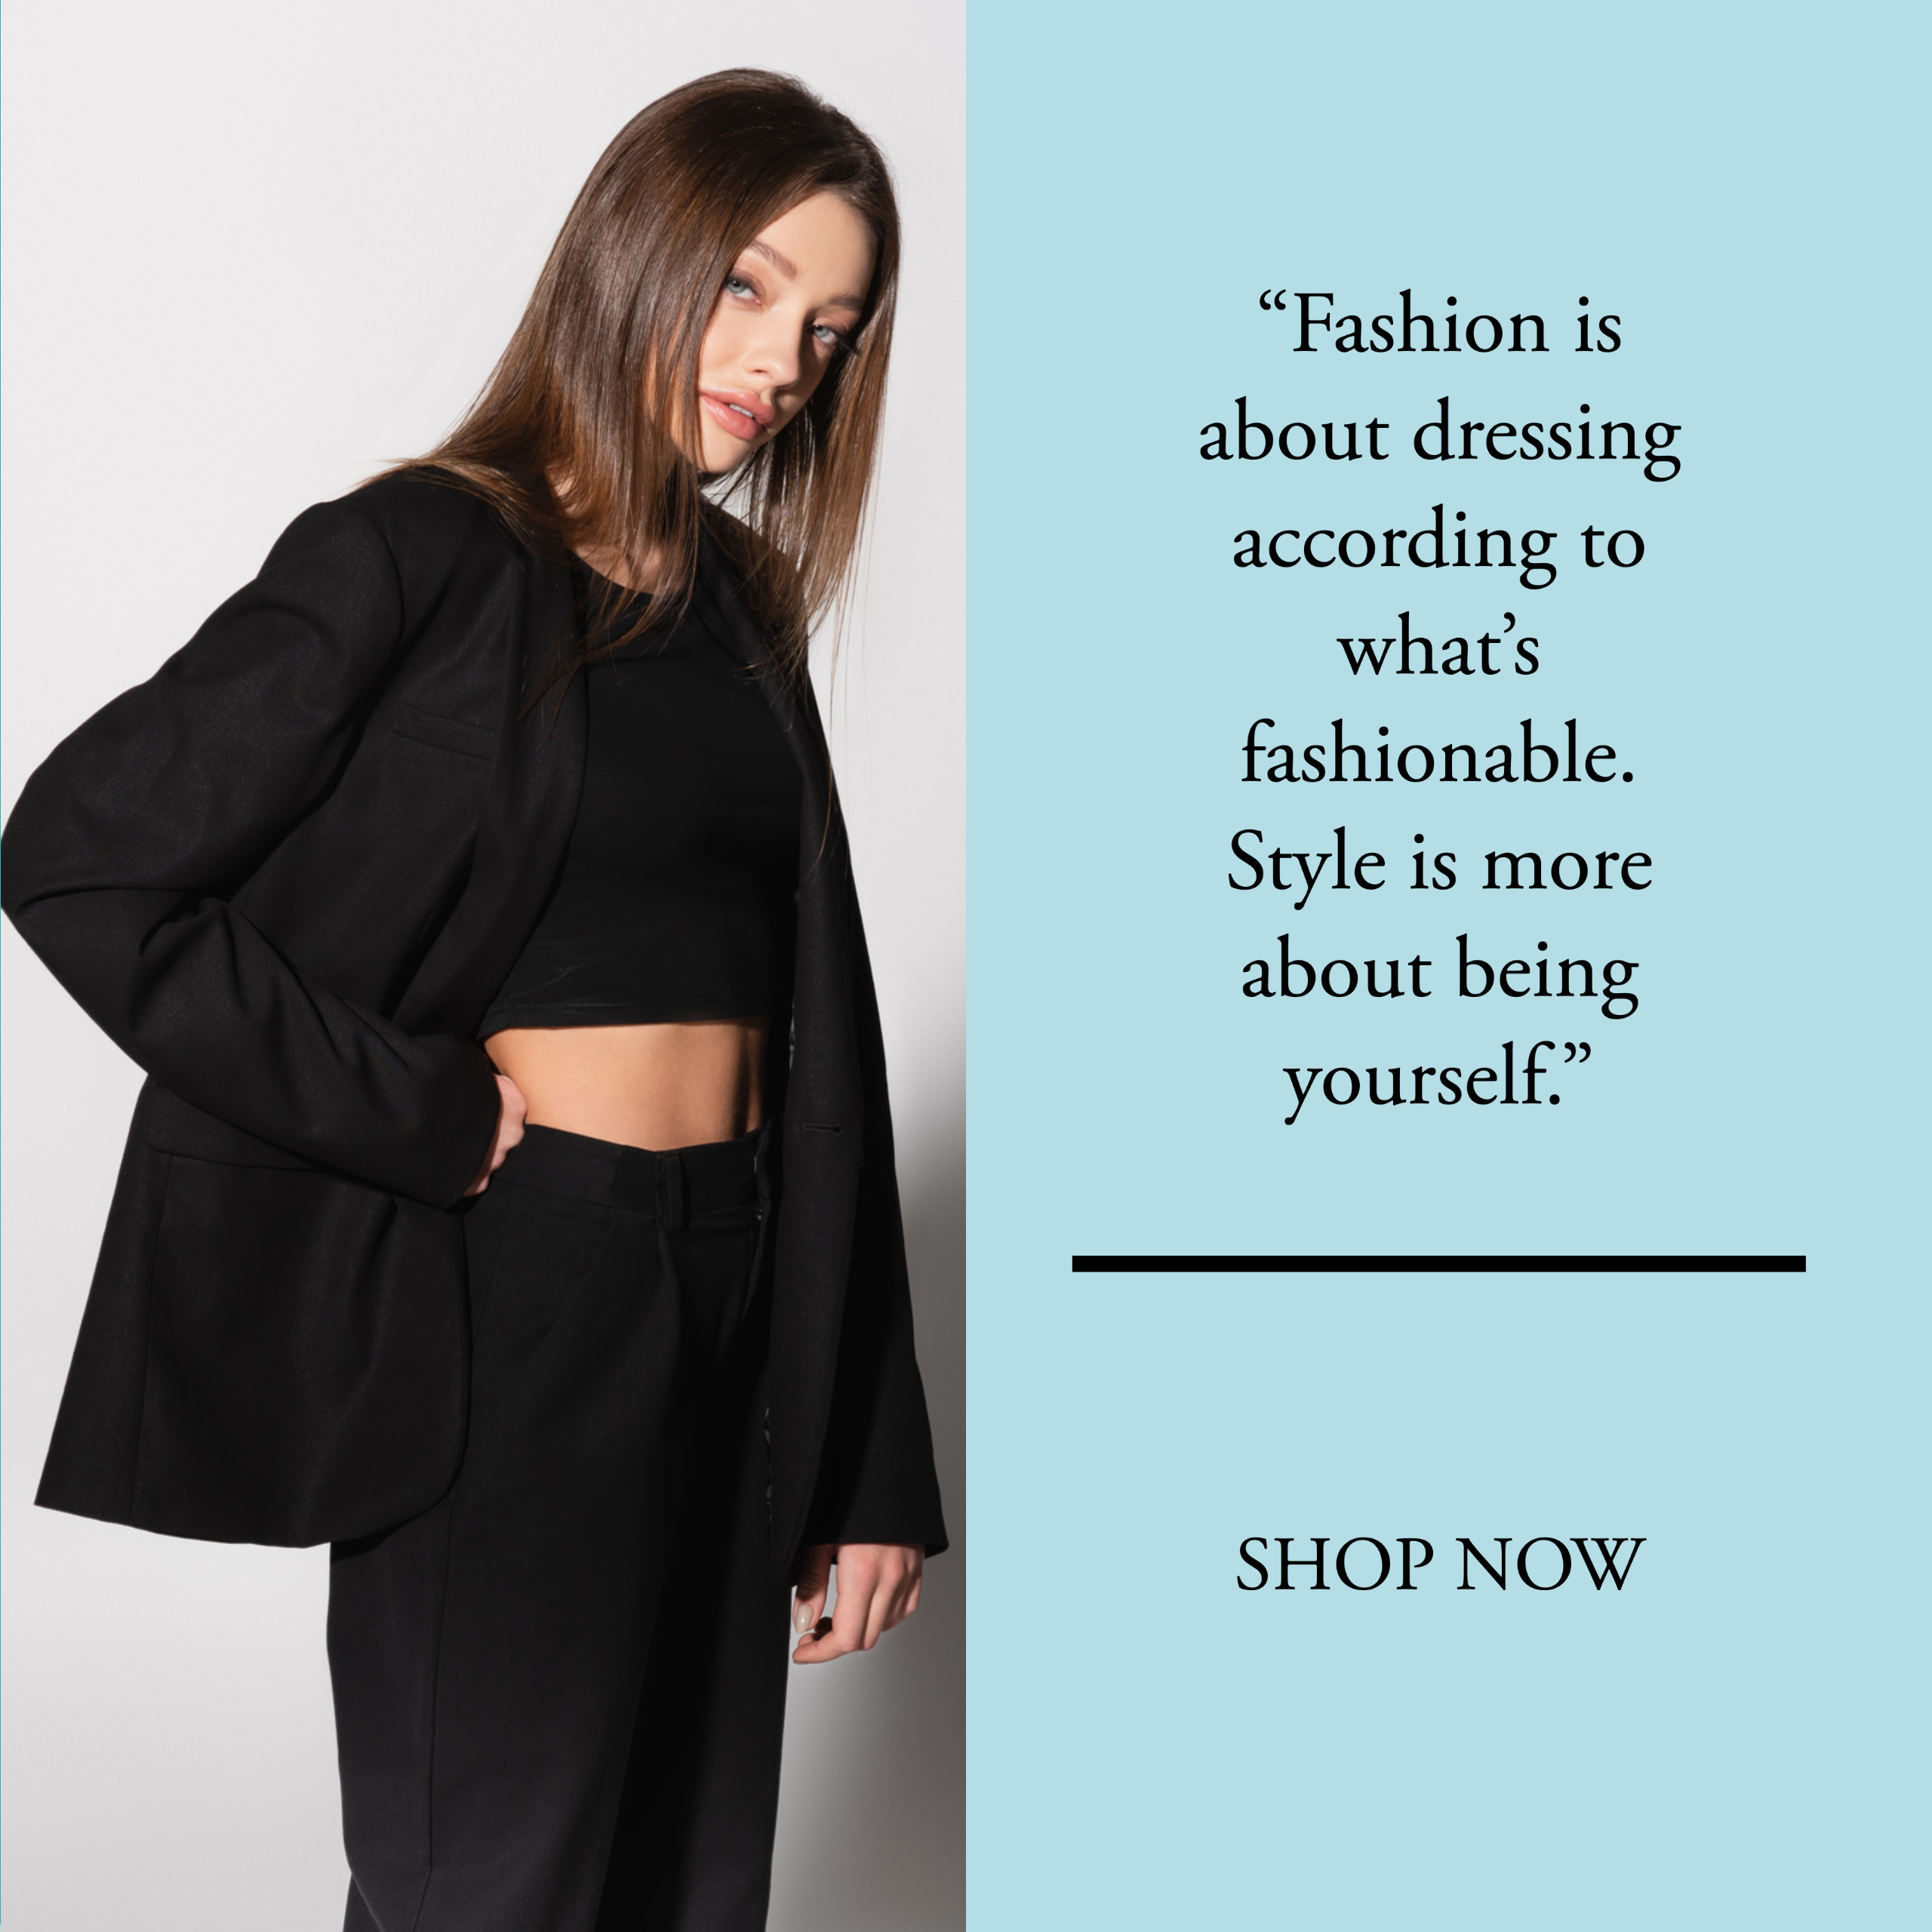 “Fashion is
about dressing
according to
what’s
fashionable.
Style is more
about being
yourself.”
SHOP NOW